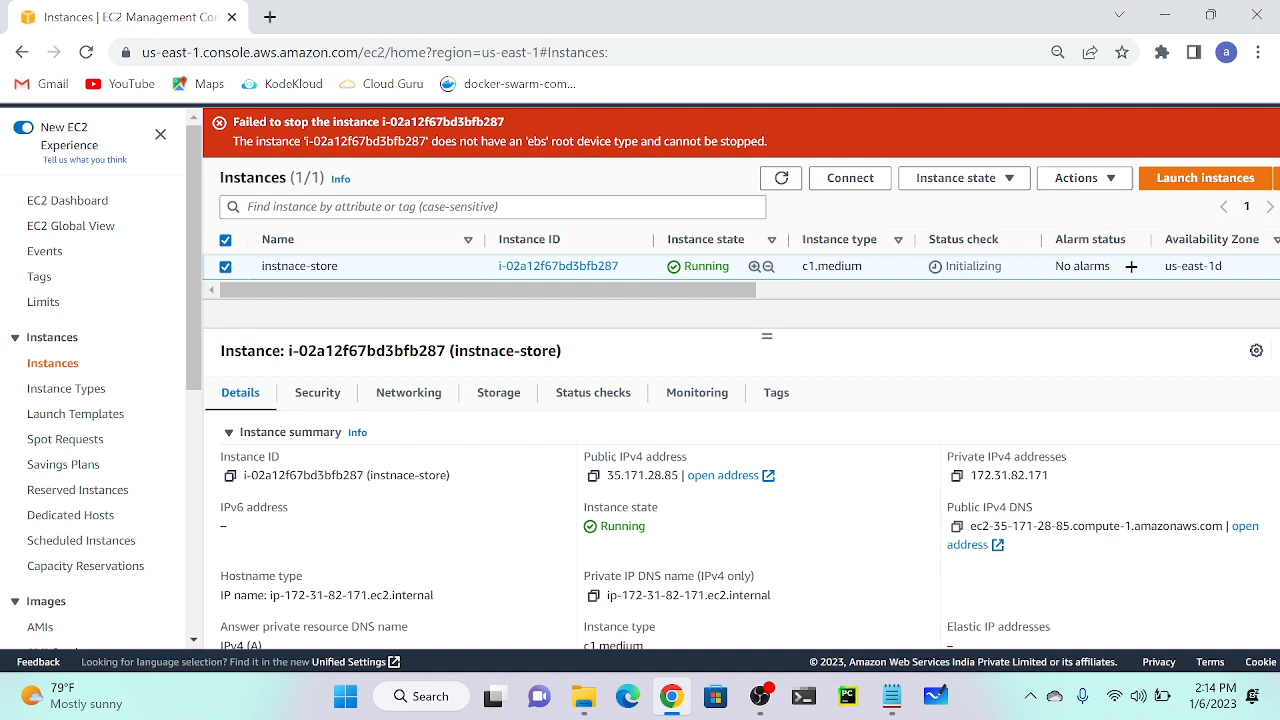 Instances | EC2 Management Cor
us-east-1.console.aws.amazon.com/ec2/home?region=us-east-1#Instances:
a
Gmail YouTube Maps KodeKloud Cloud Guru docker-swarm-com...
New EC2
Experience
Tell us what you think
EC2 Dashboard
EC2 Global View
Events
Tags
Limits
Instances
Instances
Instance Types
Launch Templates
Spot Requests
Savings Plans
Reserved Instances
Dedicated Hosts
Scheduled Instances
Capacity Reservations
Images
AMIs
Failed to stop the instance i-02a12f67bd3bfb287
The instance 'i-02a12f67bd3bfb287' does not have an 'ebs' root device type and cannot be stopped.
Instances (1/1) Info
Connect Instance state Actions Launch instances
Find instance by attribute or tag (case-sensitive)
1
Name Instance ID Instance state Instance type Status check Alarm status Availability Zone
instnace-store i-02a12f67bd3bfb287 Running c1.medium Initializing No alarms + us-east-1d
Instance: i-02a12f67bd3bfb287 (instnace-store)
Details Security Networking Storage Status checks Monitoring Tags
Instance summary Info
Instance ID
i-02a12f67bd3bfb287 (instnace-store)
Public IPv4 address
35.171.28.85 | open address
Private IPv4 addresses
172.31.82.171
IPv6 address
–
Instance state
Running
Public IPv4 DNS
ec2-35-171-28-85.compute-1.amazonaws.com | open
address
Hostname type
IP name: ip-172-31-82-171.ec2.internal
Private IP DNS name (IPv4 only)
ip-172-31-82-171.ec2.internal
Answer private resource DNS name
IPv4 (A)
Instance type
c1.medium
Elastic IP addresses
–
Feedback Looking for language selection? Find it in the new Unified Settings © 2023, Amazon Web Services India Private Limited or its affiliates. Privacy Terms Cookie
79°F
Mostly sunny
Search
PC
2:14 PM
1/6/2023